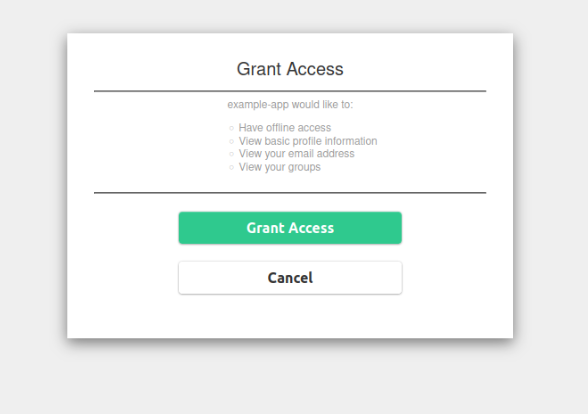 Grant Access
example-app would like to:
Have offline access
View basic profile information
View your email address
View your groups
Grant Access
Cancel